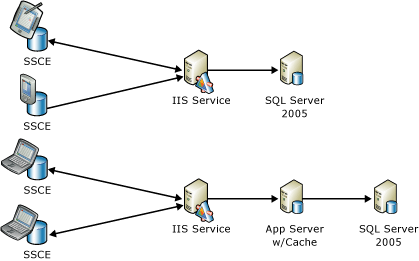 SSCE
IIS Service
SQL Server
2005
SSCE
SSCE
IIS Service
App Server
w/Cache
SQL Server
2005
SSCE